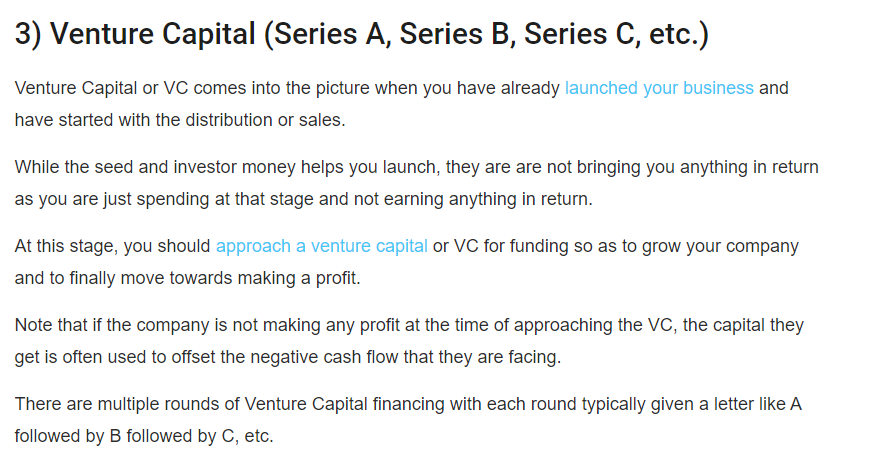 3) Venture Capital (Series A, Series B, Series C, etc.)
Venture Capital or VC comes into the picture when you have already launched your business and
have started with the distribution or sales.
While the seed and investor money helps you launch, they are are not bringing you anything in return
as you are just spending at that stage and not earning anything in return.
At this stage, you should approach a venture capital or VC for funding so as to grow your company
and to finally move towards making a profit.
Note that if the company is not making any profit at the time of approaching the VC, the capital they
get is often used to offset the negative cash flow that they are facing.
There are multiple rounds of Venture Capital financing with each round typically given a letter like A
followed by B followed by C, etc.